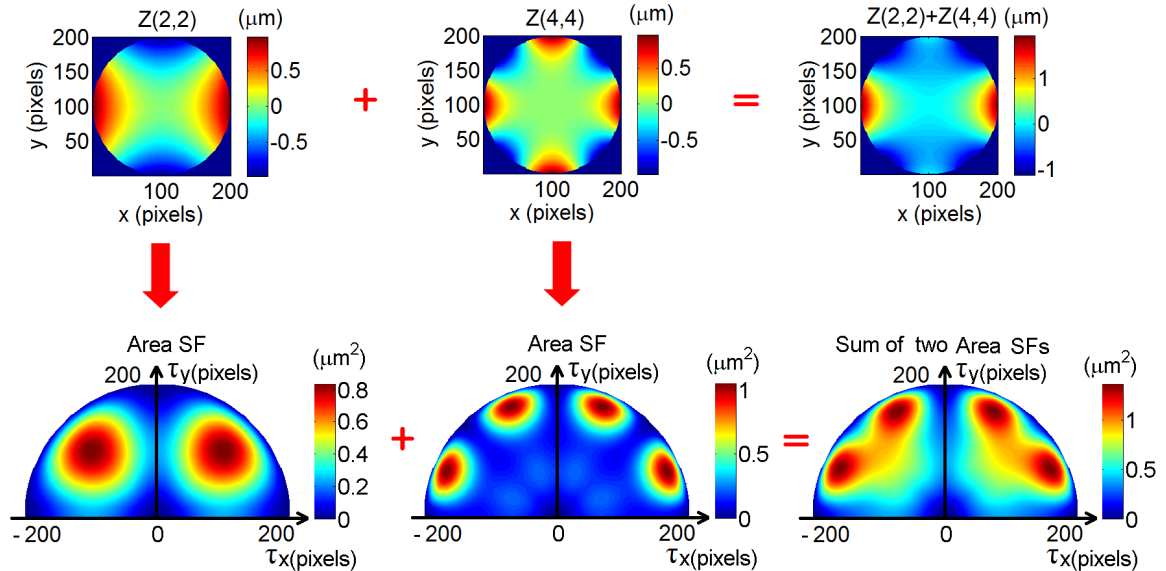 Z(2,2) (μm)
Z(4,4) (μm)
Z(2,2)+Z(4,4) (μm)
200
150
100
50
y (pixels)
100 200
x (pixels)
0.5
0
-0.5
+
200
150
100
50
y (pixels)
100 200
x (pixels)
0.5
0
-0.5
=
200
150
100
50
y (pixels)
100 200
x (pixels)
1
0
-1
Area SF
(μm²)
200 τy(pixels)
-200 0 200
τx(pixels)
0.8
0.6
0.4
0.2
0
+
Area SF
(μm²)
200 τy(pixels)
-200 0 200
τx(pixels)
1
0.5
0
=
Sum of two Area SFs
(μm²)
200 τy(pixels)
-200 0 200
τx(pixels)
1
0.5
0